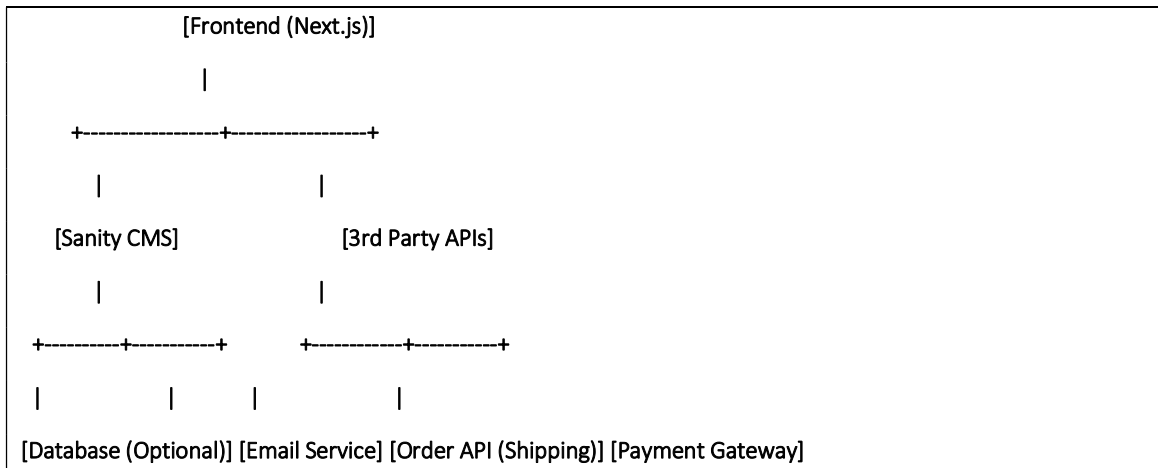 [Frontend (Next.js)]
|
+-------------------+------------------+
| |
[Sanity CMS] [3rd Party APIs]
| |
+----------+-----------+ +------------+-----------+
| | | |
[Database (Optional)] [Email Service] [Order API (Shipping)] [Payment Gateway]